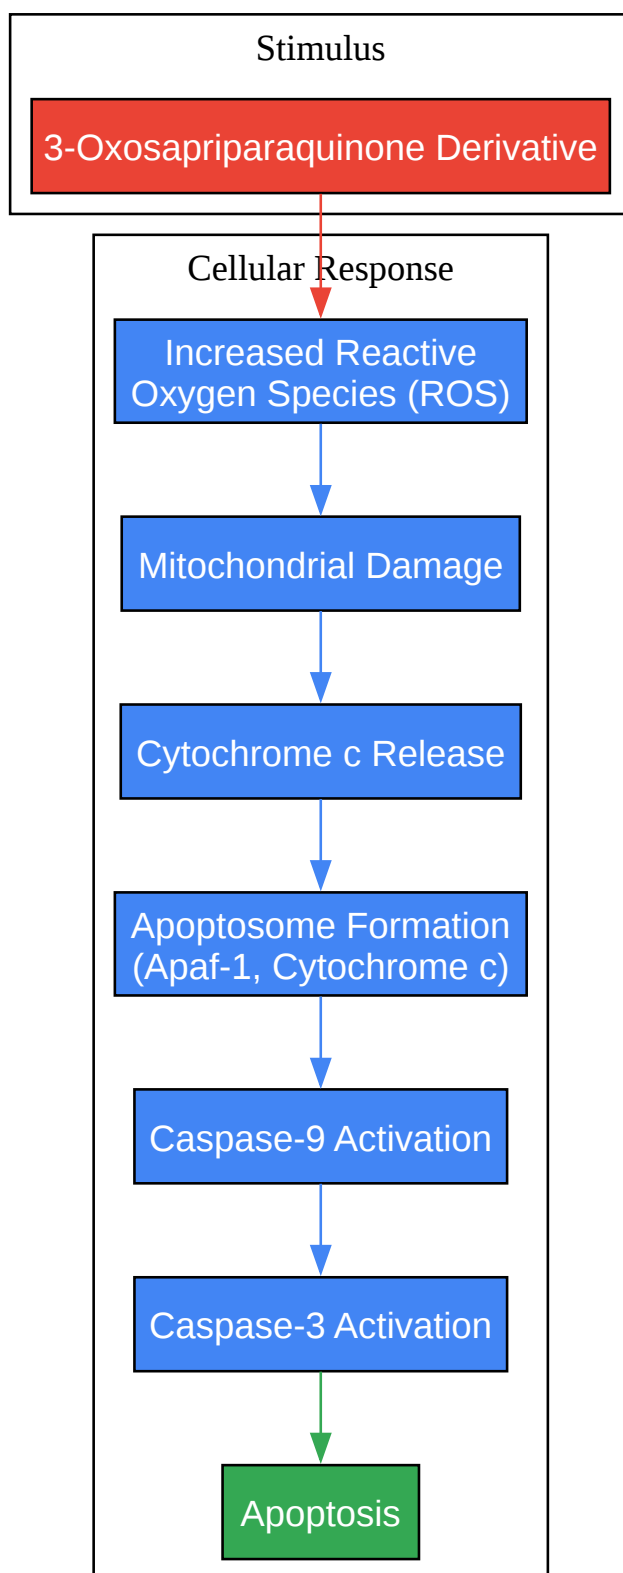 Stimulus
3-Oxosapriparaquinone Derivative
Cellular Response
Increased Reactive
Oxygen Species (ROS)
Mitochondrial Damage
Cytochrome c Release
Apoptosome Formation
(Apaf-1, Cytochrome c)
Caspase-9 Activation
Caspase-3 Activation
Apoptosis